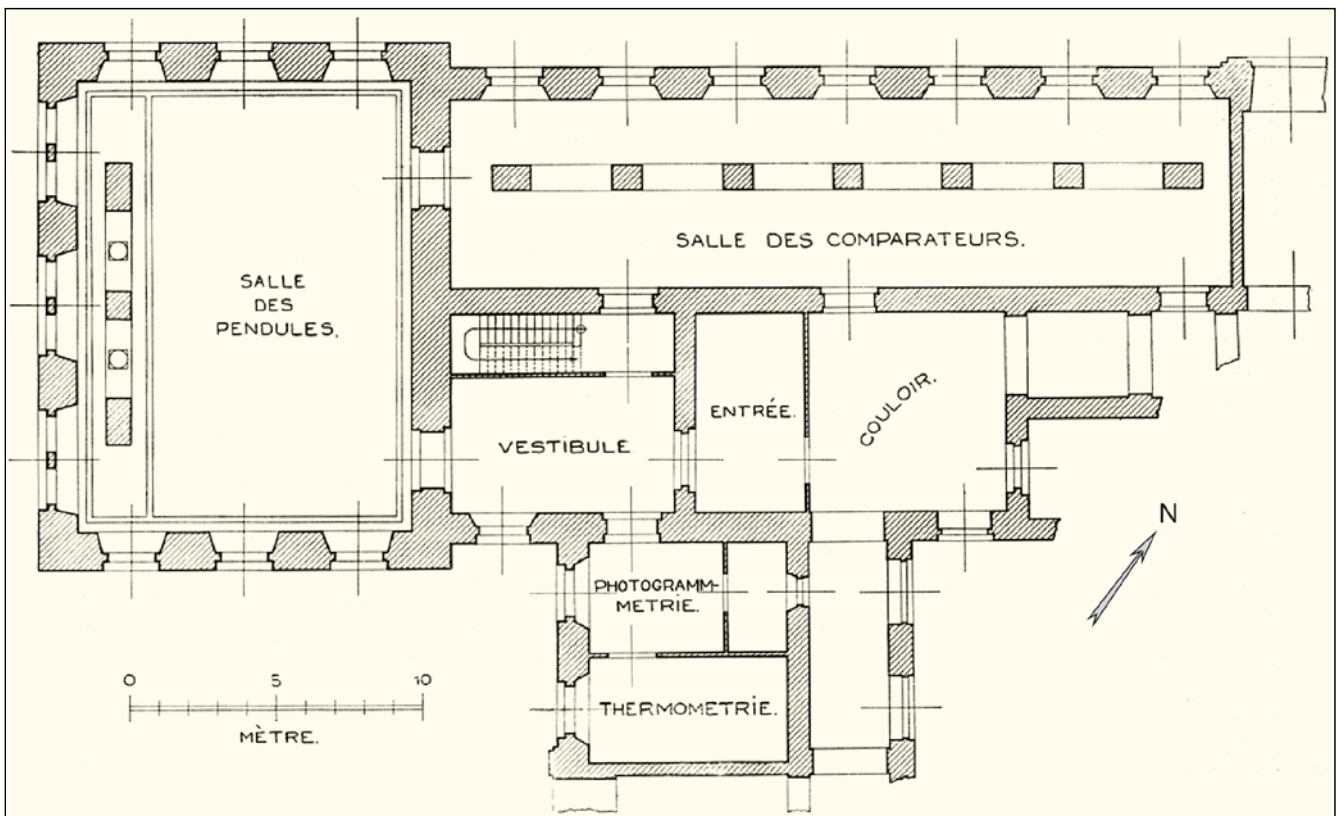 SALLE DES COMPARATEURS.
SALLE
DES
PENDULES.
ENTRÉE.
COULOIR.
VESTIBULE
N
PHOTOGRAMM-
METRIE.
THERMOMETRIE.
0 5 10
MÈTRE.